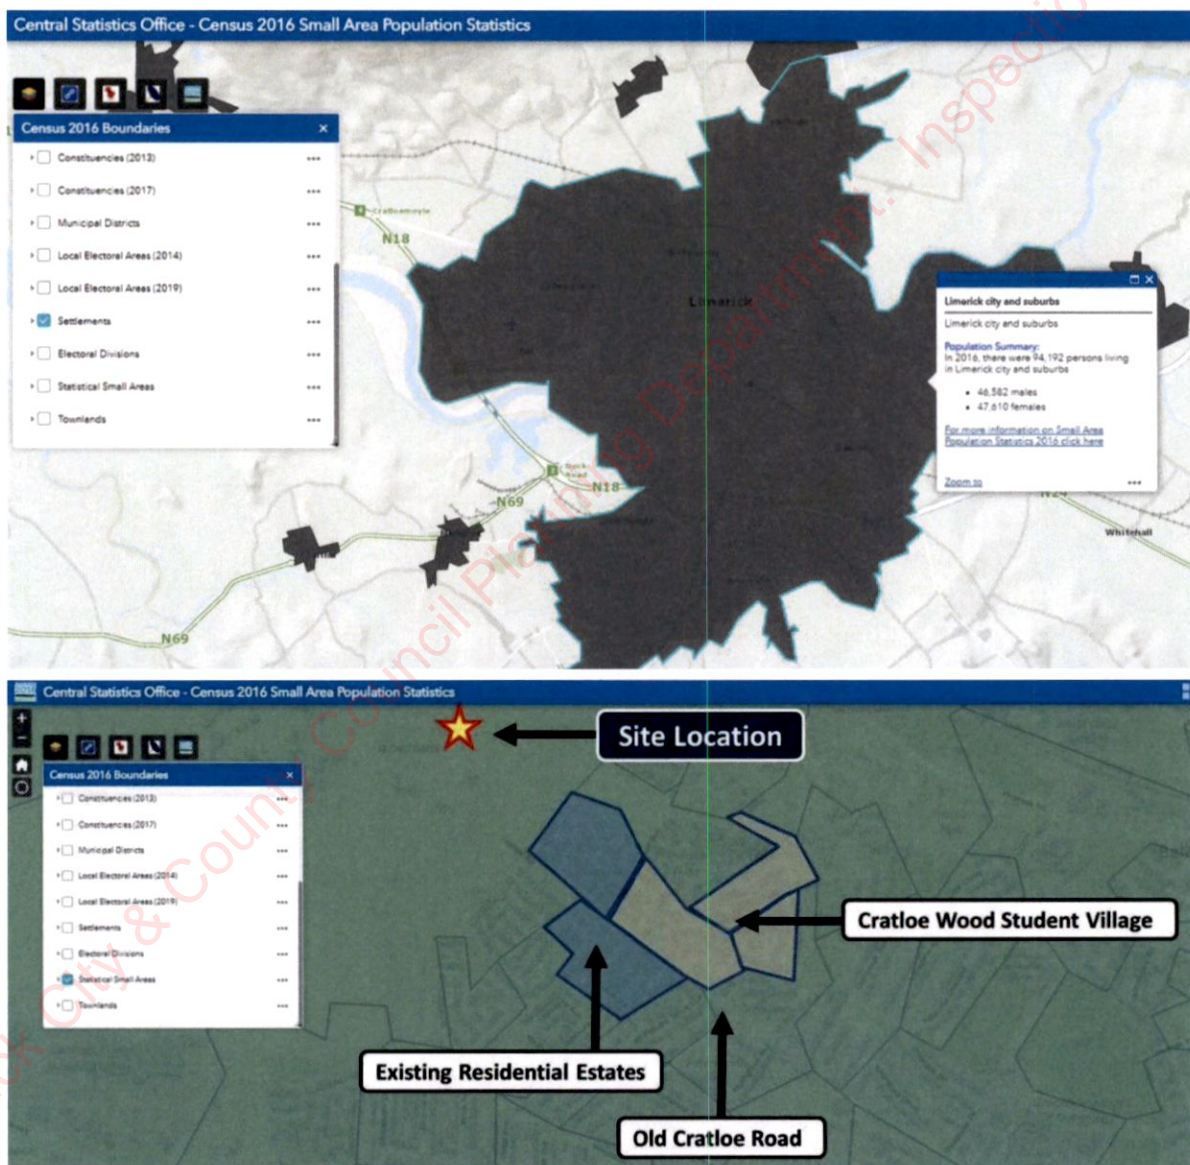 Central Statistics Office - Census 2016 Small Area Population Statistics
Census 2016 Boundaries
Constituencies (2013)
Constituencies (2017)
Municipal Districts
Local Electoral Areas (2014)
Local Electoral Areas (2019)
Settlements
Electoral Divisions
Statistical Small Areas
Townlands
N18
Limerick
Limerick city and suburbs
Limerick city and suburbs
Population Summary:
In 2016, there were 94,192 persons living
in Limerick city and suburbs
46,582 males
47,610 females
For more information on Small Area
Population Statistics 2016 click here
Zoom to
Dock
Road
N18
N69
N24
Whitehall
N69
Central Statistics Office - Census 2016 Small Area Population Statistics
Site Location
Census 2016 Boundaries
Constituencies (2013)
Constituencies (2017)
Municipal Districts
Local Electoral Areas (2014)
Local Electoral Areas (2019)
Settlements
Electoral Divisions
Statistical Small Areas
Townlands
Cratloe Wood Student Village
Existing Residential Estates
Old Cratloe Road
City & County Council Planning Department. Inspection